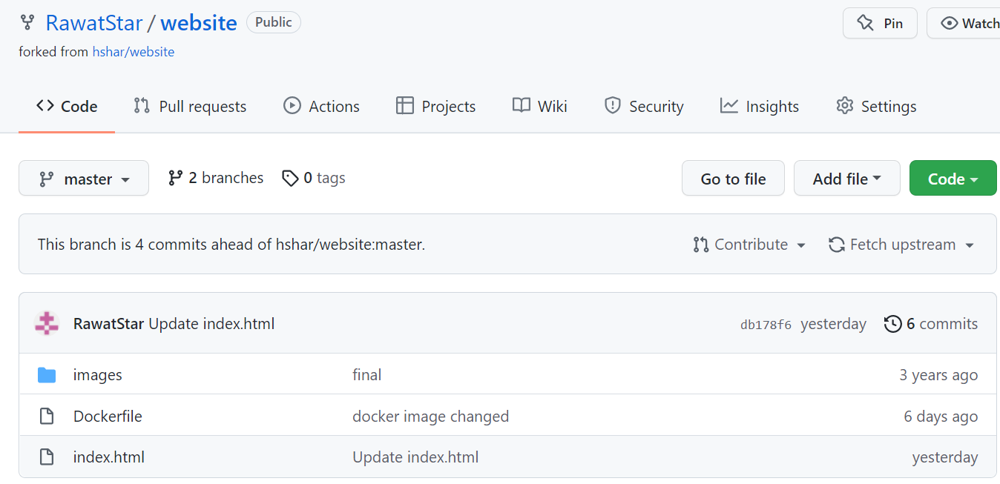 RawatStar / website Public
Pin
Watch
forked from hshar/website
Code
Pull requests
Actions
Projects
Wiki
Security
Insights
Settings
master
2 branches
0 tags
Go to file
Add file
Code
This branch is 4 commits ahead of hshar/website:master.
Contribute
Fetch upstream
RawatStar Update index.html
db178f6 yesterday
6 commits
images final 3 years ago
Dockerfile docker image changed 6 days ago
index.html Update index.html yesterday